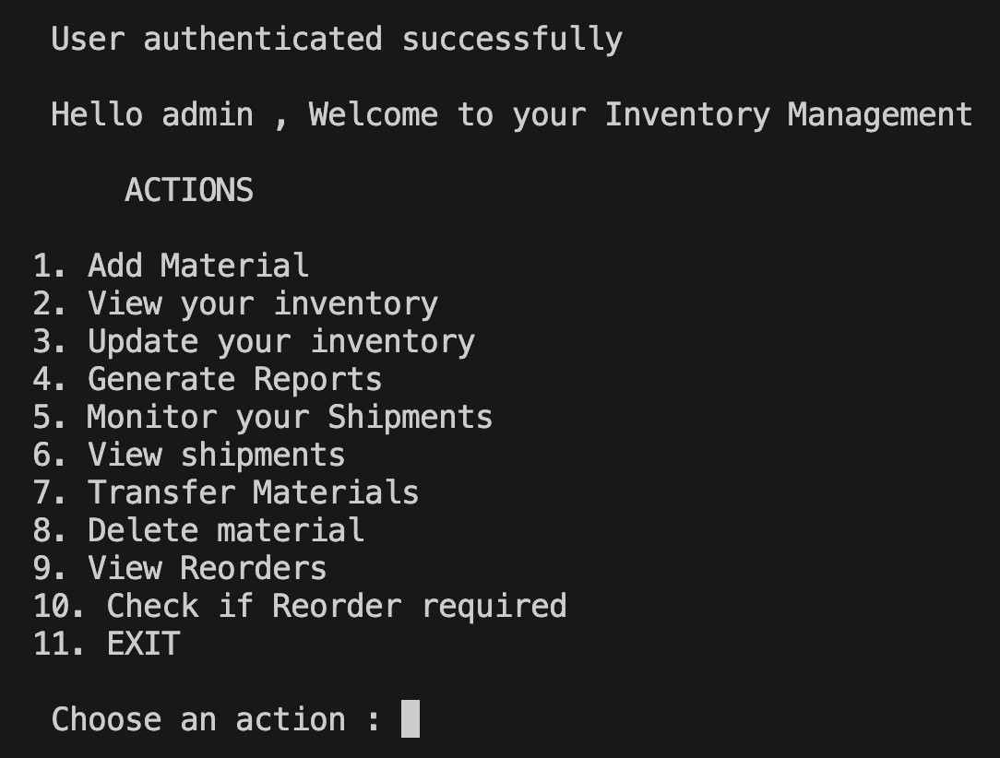 User authenticated successfully
Hello admin , Welcome to your Inventory Management
ACTIONS
1. Add Material
2. View your inventory
3. Update your inventory
4. Generate Reports
5. Monitor your Shipments
6. View shipments
7. Transfer Materials
8. Delete material
9. View Reorders
10. Check if Reorder required
11. EXIT
Choose an action :